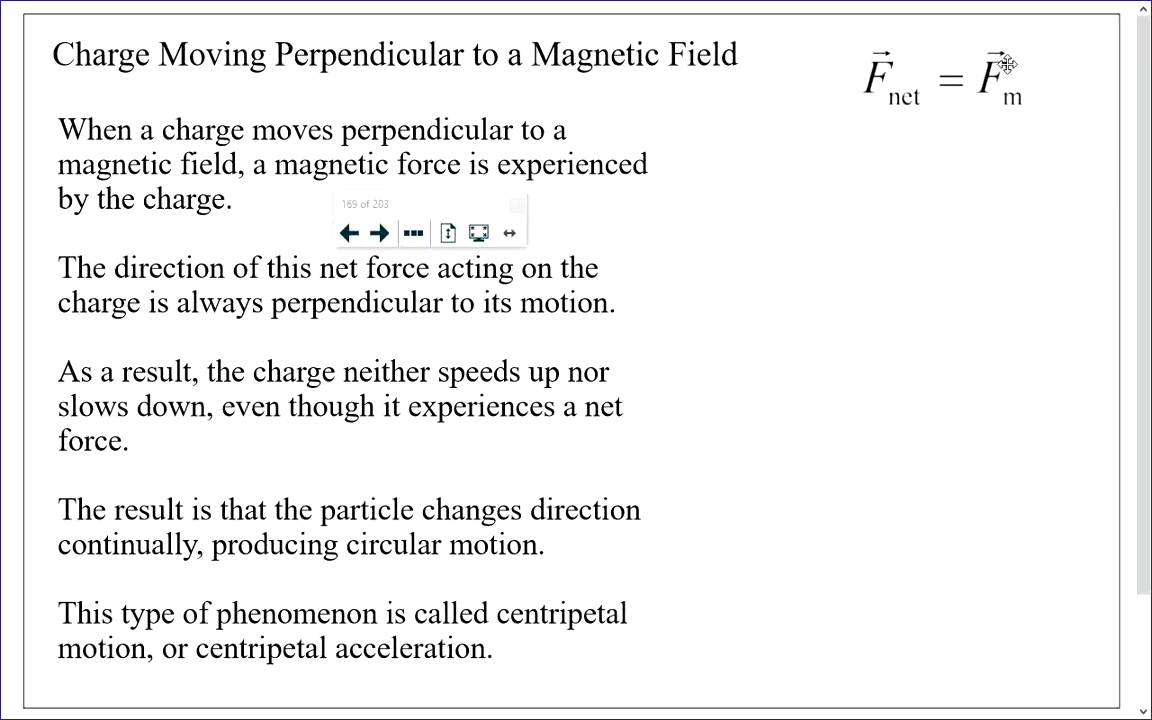 Charge Moving Perpendicular to a Magnetic Field
F⃗net = F⃗m
When a charge moves perpendicular to a
magnetic field, a magnetic force is experienced
by the charge.
169 of 203
The direction of this net force acting on the
charge is always perpendicular to its motion.
As a result, the charge neither speeds up nor
slows down, even though it experiences a net
force.
The result is that the particle changes direction
continually, producing circular motion.
This type of phenomenon is called centripetal
motion, or centripetal acceleration.